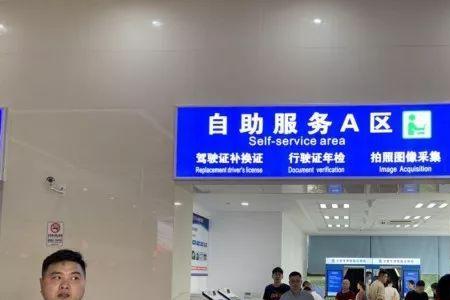 自助服务A区
Self-service area
驾驶证补换证 行驶证年检 拍照图像采集
Replacement driver's license Document verification Image Acquisition